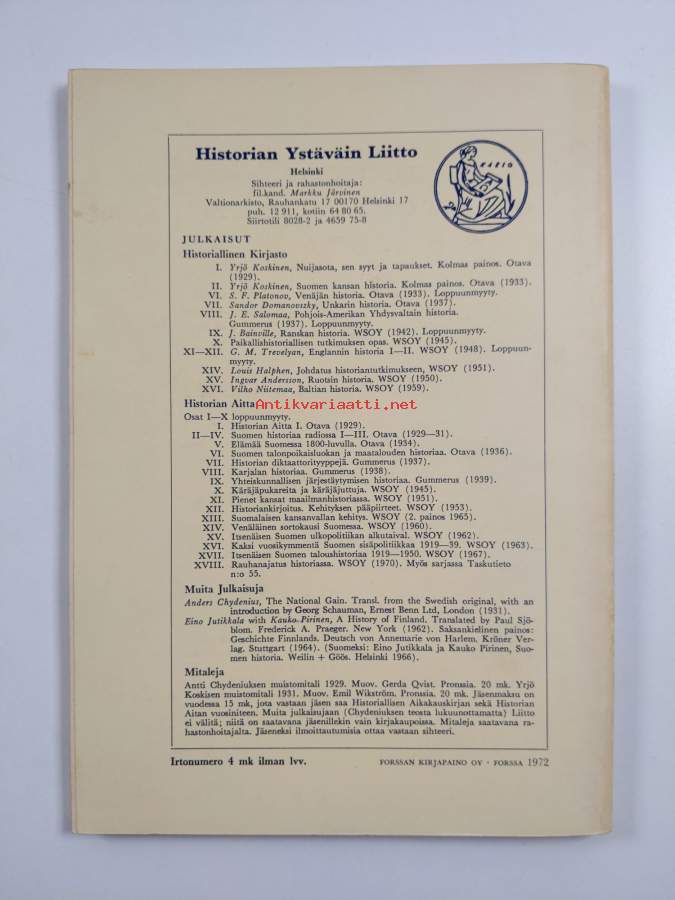 Historian Ystäväin Liitto
Helsinki
Sihteeri ja rahastonhoitaja:
fil.kand. Markku Järvinen
Valtionarkisto, Rauhankatu 17 00170 Helsinki 17
puh. 12 911, kotiin 64 80 65.
Siirtotili 8028-2 ja 4659 75-8
JULKAISUT
Historiallinen Kirjasto
I. Yrjö Koskinen, Nuijasota, sen syyt ja tapaukset. Kolmas painos. Otava
(1929).
II. Yrjö Koskinen, Suomen kansan historia. Kolmas painos. Otava (1933).
VI. S. F. Platonov, Venäjän historia. Otava (1933). Loppuunmyyty.
VII. Sandor Domanovszky, Unkarin historia. Otava (1937).
VIII. J. E. Salomaa, Pohjois-Amerikan Yhdysvaltain historia.
Gummerus (1937). Loppuunmyyty.
IX. J. Bainville, Ranskan historia. WSOY (1942). Loppuunmyyty.
X. Paikallishistoriallisen tutkimuksen opas. WSOY (1945).
XI—XII. G. M. Trevelyan, Englannin historia I—II. WSOY (1948). Loppuun-
myyty.
XIV. Louis Halphen, Johdatus historiantutkimukseen, WSOY (1951).
XV. Ingvar Andersson, Ruotsin historia. WSOY (1950).
XVI. Vilho Niitemaa, Baltian historia. WSOY (1959).
Historian Aitta
Antikvariaatti.net
Osat I—X loppuunmyyty.
I. Historian Aitta I. Otava (1929).
II—IV. Suomen historiaa radiossa I—III. Otava (1929—31).
V. Elämää Suomessa 1800-luvulla. Otava (1934).
VI. Suomen talonpoikaisluokan ja maatalouden historiaa. Otava (1936).
VII. Historian diktaattorityyppejä. Gummerus (1937).
VIII. Karjalan historiaa. Gummerus (1938).
IX. Yhteiskunnallisen järjestäytymisen historiaa. Gummerus (1939).
X. Käräjäpukareita ja käräjäjuttuja. WSOY (1945).
XI. Pienet kansat maailmanhistoriassa. WSOY (1951).
XII. Historiankirjoitus. Kehityksen pääpiirteet. WSOY (1953).
XIII. Suomalaisen kansanvallan kehitys. WSOY (2. painos 1965).
XIV. Venäläinen sortokausi Suomessa. WSOY (1960).
XV. Itsenäisen Suomen ulkopolitiikan alkutaival. WSOY (1962).
XVI. Kaksi vuosikymmentä Suomen sisäpolitiikkaa 1919—39. WSOY (1963).
XVII. Itsenäisen Suomen taloushistoriaa 1919—1950. WSOY (1967).
XVIII. Rauhanajatus historiassa. WSOY (1970). Myös sarjassa Taskutieto
n:o 55.
Muita Julkaisuja
Anders Chydenius, The National Gain. Transl. from the Swedish original, with an
introduction by Georg Schauman, Ernest Benn Ltd, London (1931).
Eino Jutikkala with Kauko Pirinen, A History of Finland. Translated by Paul Sjö-
blom. Frederick A. Praeger. New York (1962). Saksankielinen painos:
Geschichte Finnlands. Deutsch von Annemarie von Harlem. Kröner Ver-
lag. Stuttgart (1964). (Suomeksi: Eino Jutikkala ja Kauko Pirinen, Suo-
men historia. Weilin + Göös. Helsinki 1966).
Mitaleja
Antti Chydeniuksen muistomitali 1929. Muov. Gerda Qvist. Pronssia. 20 mk. Yrjö
Koskisen muistomitali 1931. Muov. Emil Wikström. Pronssia. 20 mk. Jäsenmaksu on
vuodessa 15 mk, jota vastaan jäsen saa Historiallisen Aikakauskirjan sekä Historian
Aitan vuosiniteen. Muita julkaisujaan (Chydeniuksen teosta lukuunottamatta) Liitto
ei välitä; niitä on saatavana jäsenillekin vain kirjakaupoissa. Mitaleja saatavana ra-
hastonhoitajalta. Jäseneksi ilmoittautumisia ottaa vastaan sihteeri.
Irtonumero 4 mk ilman lvv.
FORSSAN KIRJAPAINO OY · FORSSA 1972